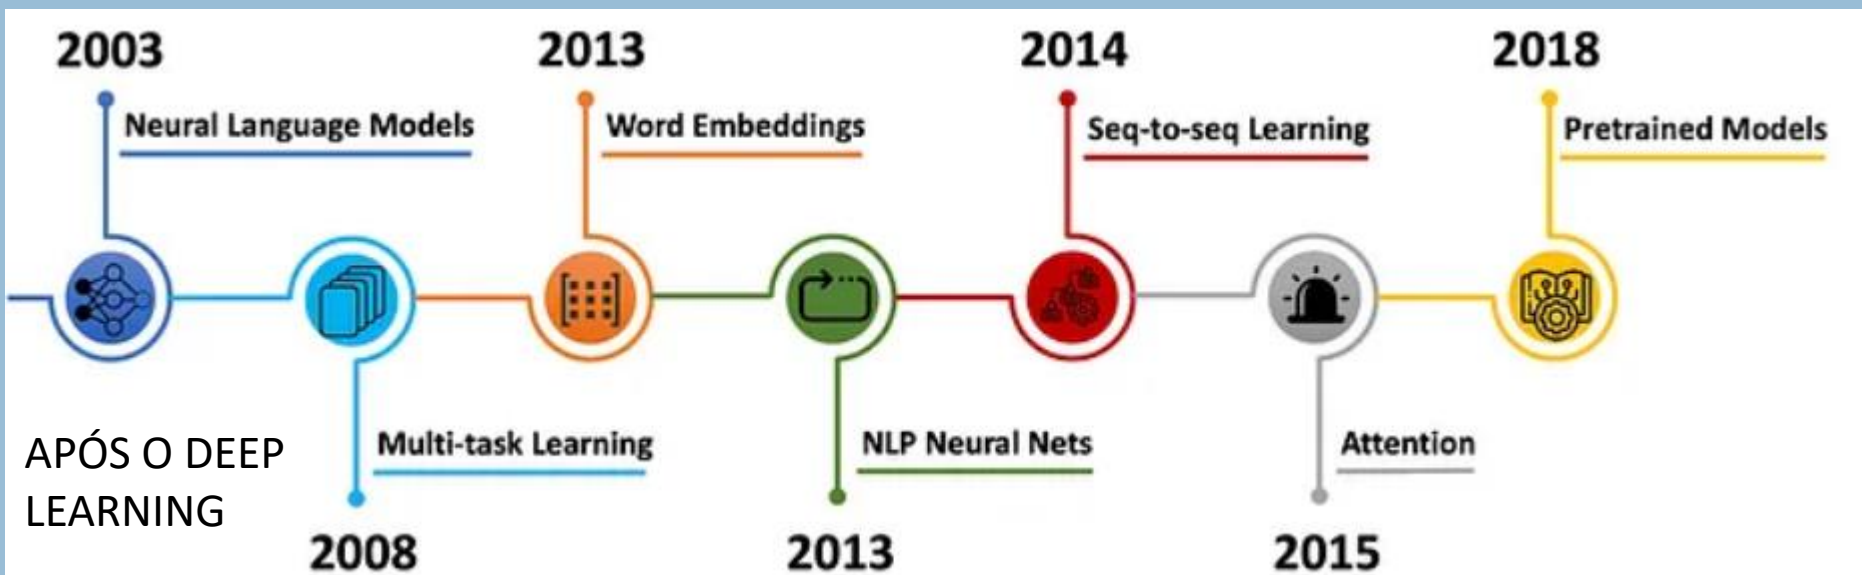 2003
Neural Language Models
2013
Word Embeddings
2014
Seq-to-seq Learning
2018
Pretrained Models
APÓS O DEEP
LEARNING
Multi-task Learning
2008
NLP Neural Nets
2013
Attention
2015